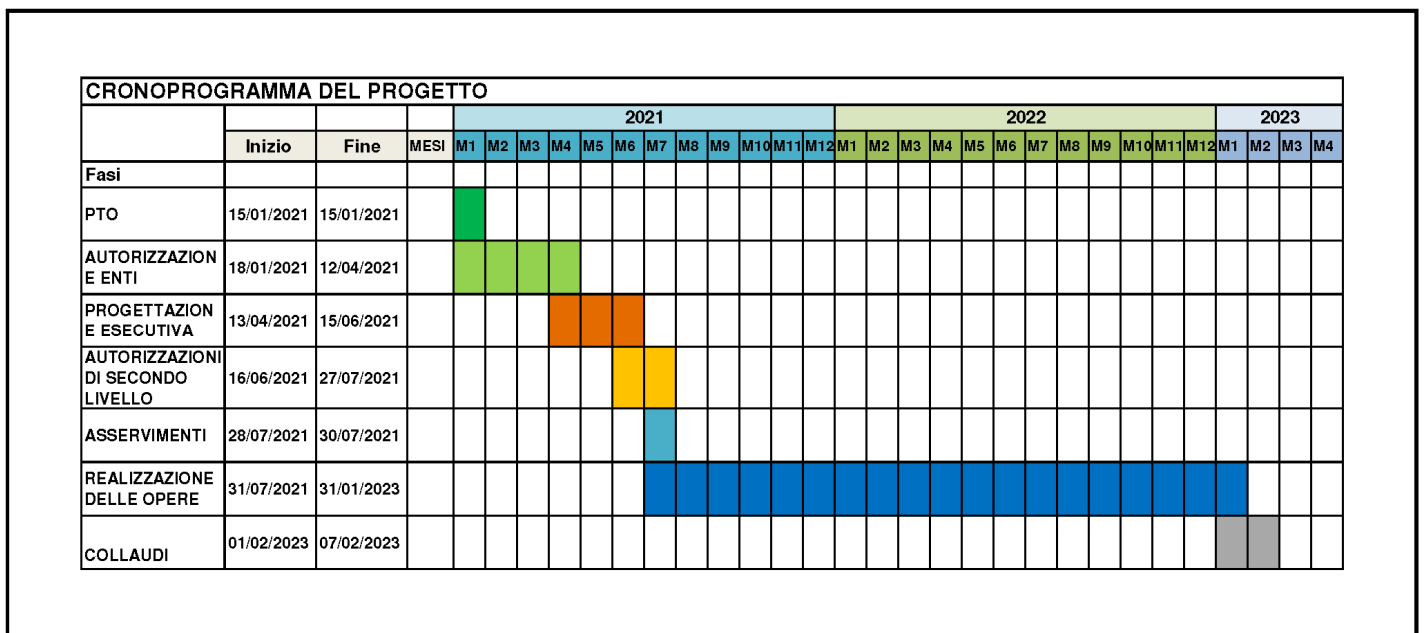 CRONOPROGRAMMA DEL PROGETTO
2021 2022 2023
Inizio Fine MESI M1 M2 M3 M4 M5 M6 M7 M8 M9 M10 M11 M12 M1 M2 M3 M4 M5 M6 M7 M8 M9 M10 M11 M12 M1 M2 M3 M4
Fasi
PTO 15/01/2021 15/01/2021
AUTORIZZAZION
E ENTI 18/01/2021 12/04/2021
PROGETTAZION
E ESECUTIVA 13/04/2021 15/06/2021
AUTORIZZAZIONI
DI SECONDO 16/06/2021 27/07/2021
LIVELLO
ASSERVIMENTI 28/07/2021 30/07/2021
REALIZZAZIONE
DELLE OPERE 31/07/2021 31/01/2023
COLLAUDI 01/02/2023 07/02/2023